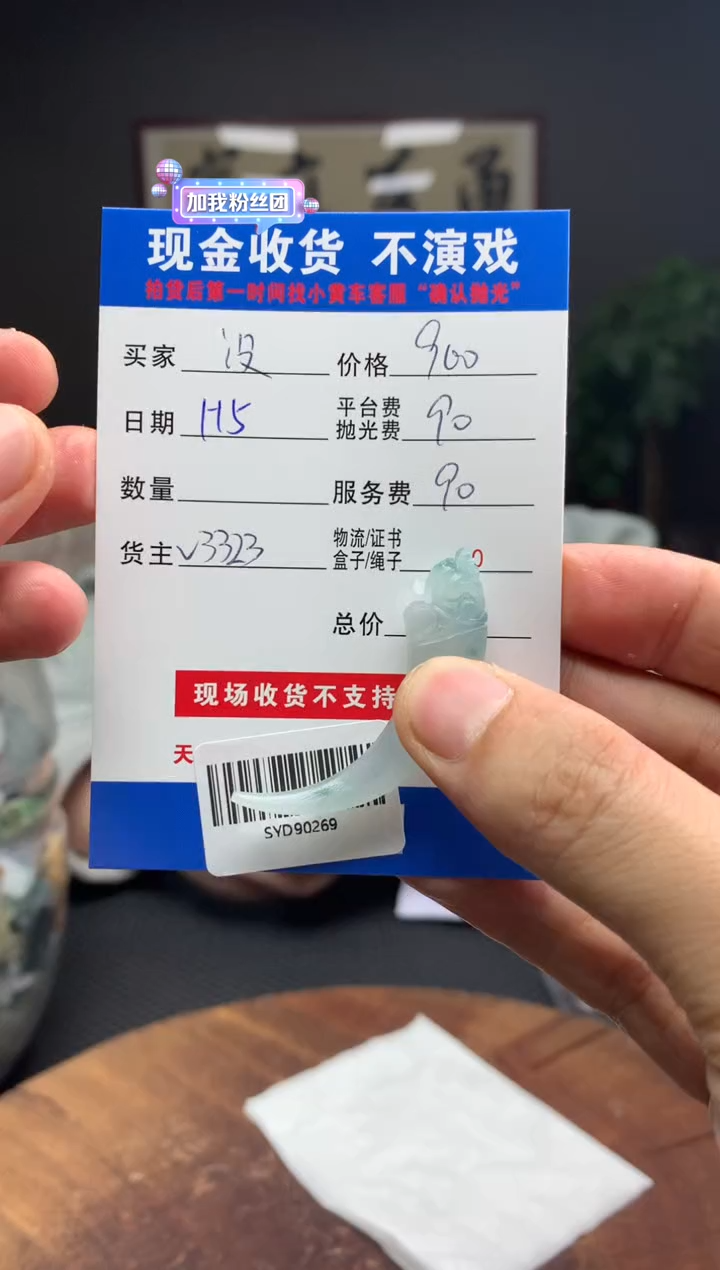 加我粉丝团
现金收货 不演戏
拍货后第一时间找小黄车客服“确认抛光”
买家 没 价格 900
日期 115 平台费 抛光费 90
数量 服务费 90
货主 V3323 物流/证书 盒子/绳子 0
总价
现场收货不支持
天
SYD90269